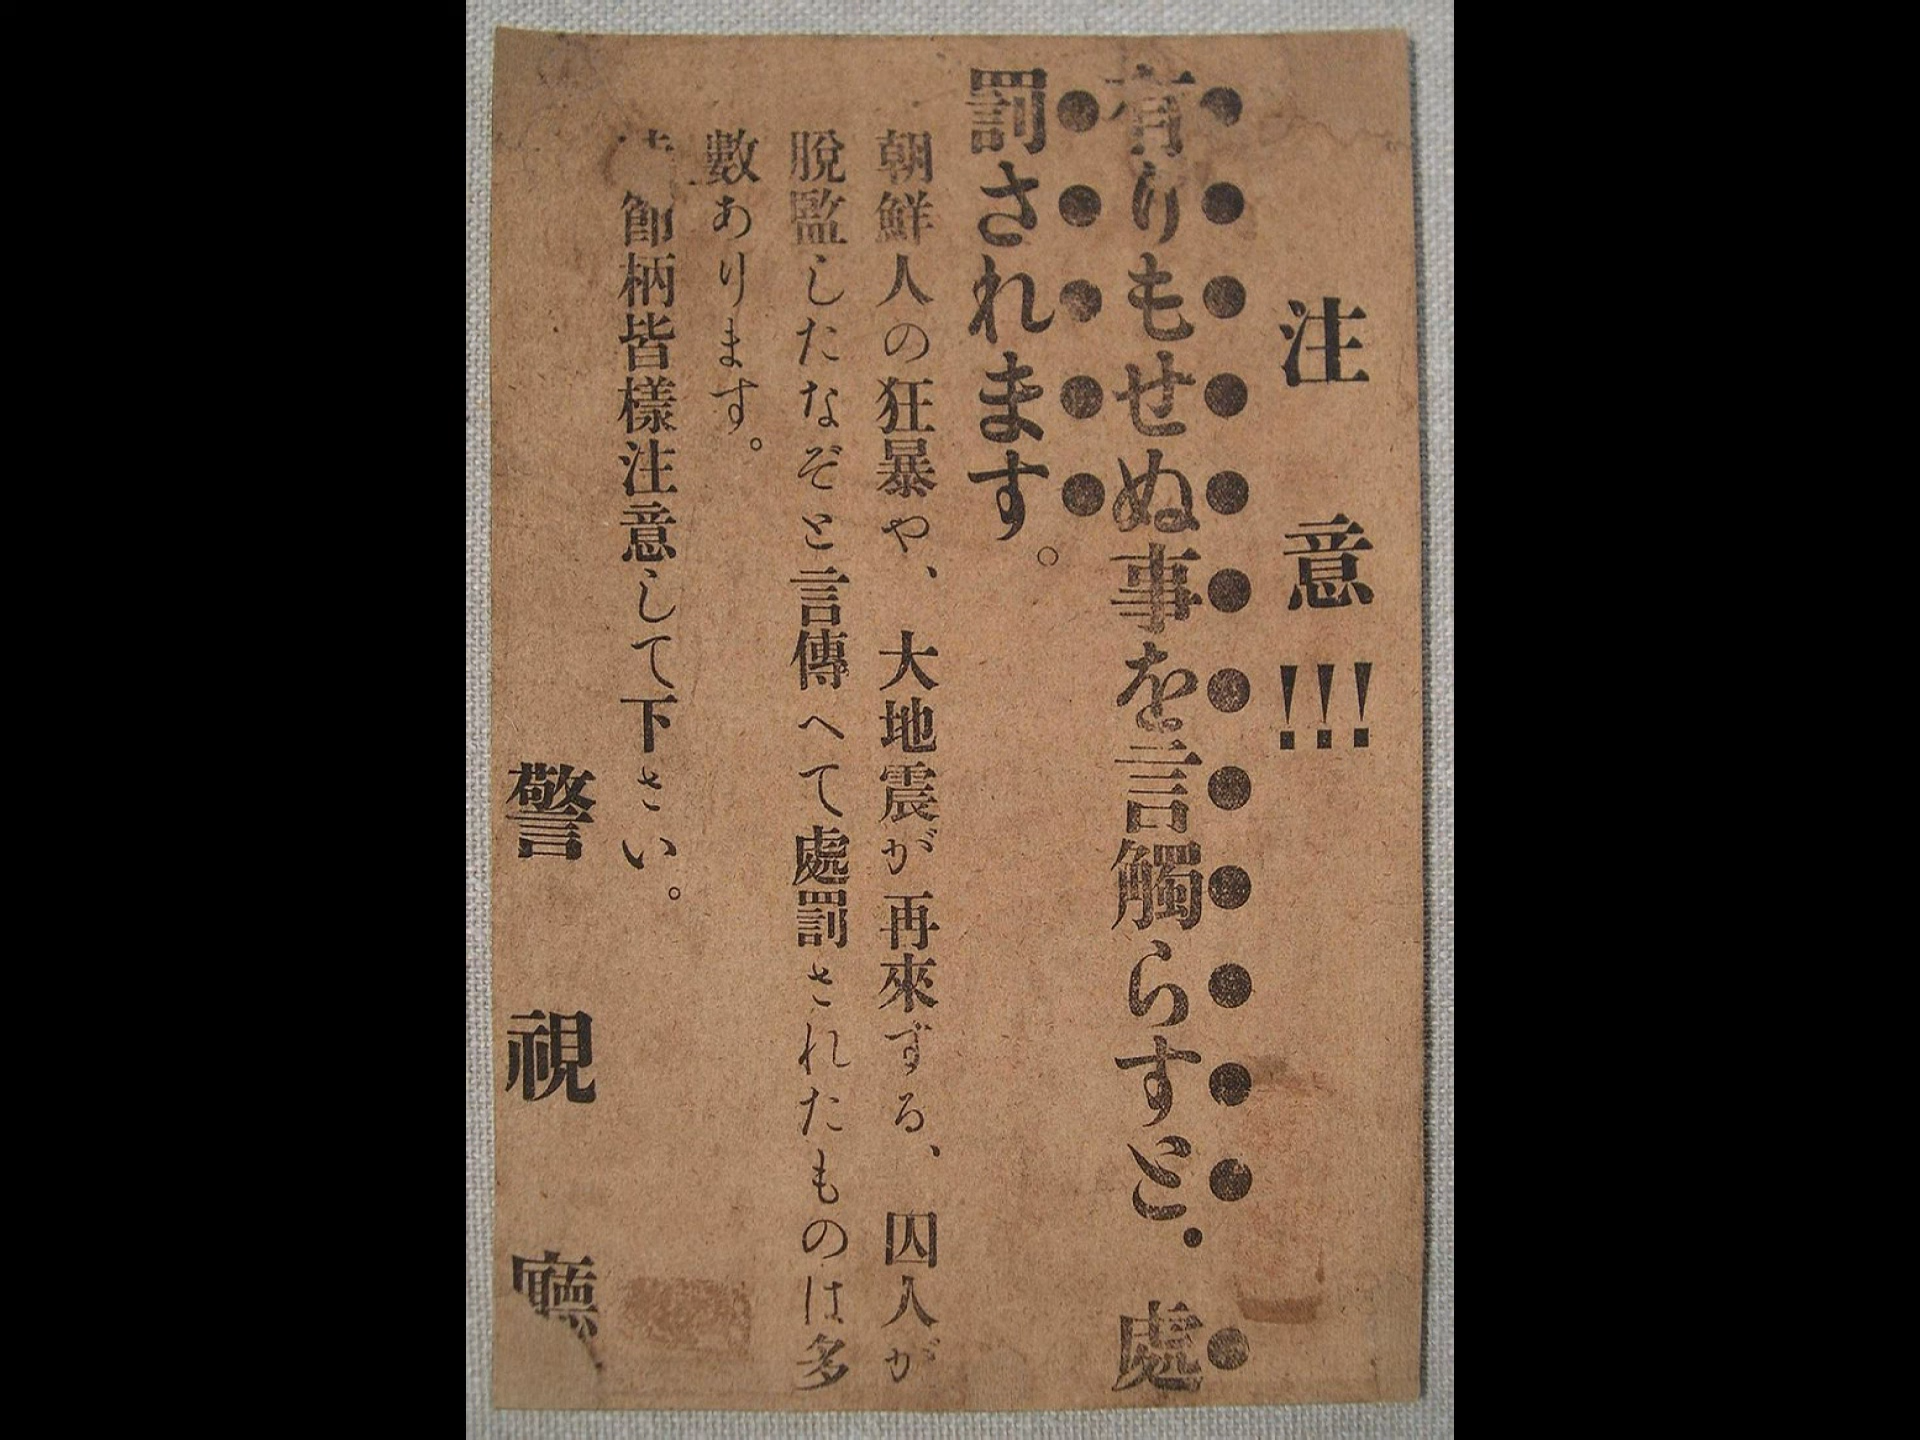 注意!!!
有りもせぬ事を言觸らすと、處
罰されます。
朝鮮人の狂暴や、大地震が再來する、囚人が
脱監したなぞと言傳へて處罰されたものは多
數あります。
節柄皆樣注意して下さい。
警視廳